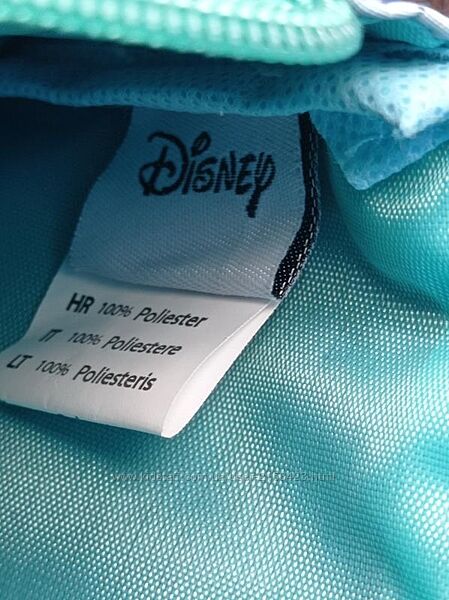 Disney
HR 100% Poliester
IT 100% Poliestere
LT 100% Poliesteris